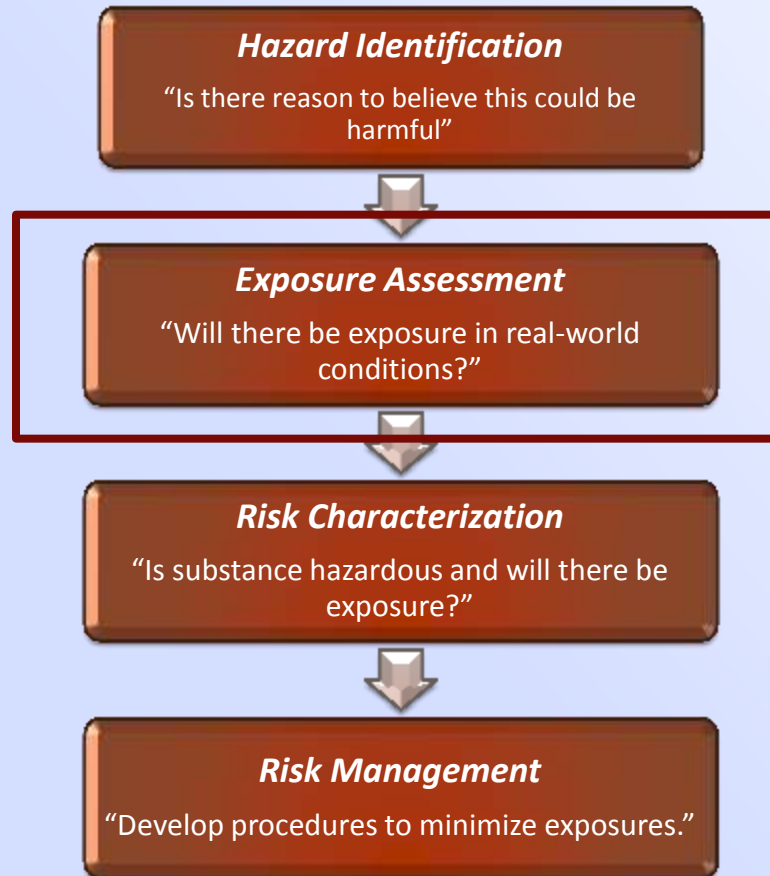 Hazard Identification
“Is there reason to believe this could be
harmful”
Exposure Assessment
“Will there be exposure in real-world
conditions?”
Risk Characterization
“Is substance hazardous and will there be
exposure?”
Risk Management
“Develop procedures to minimize exposures.”